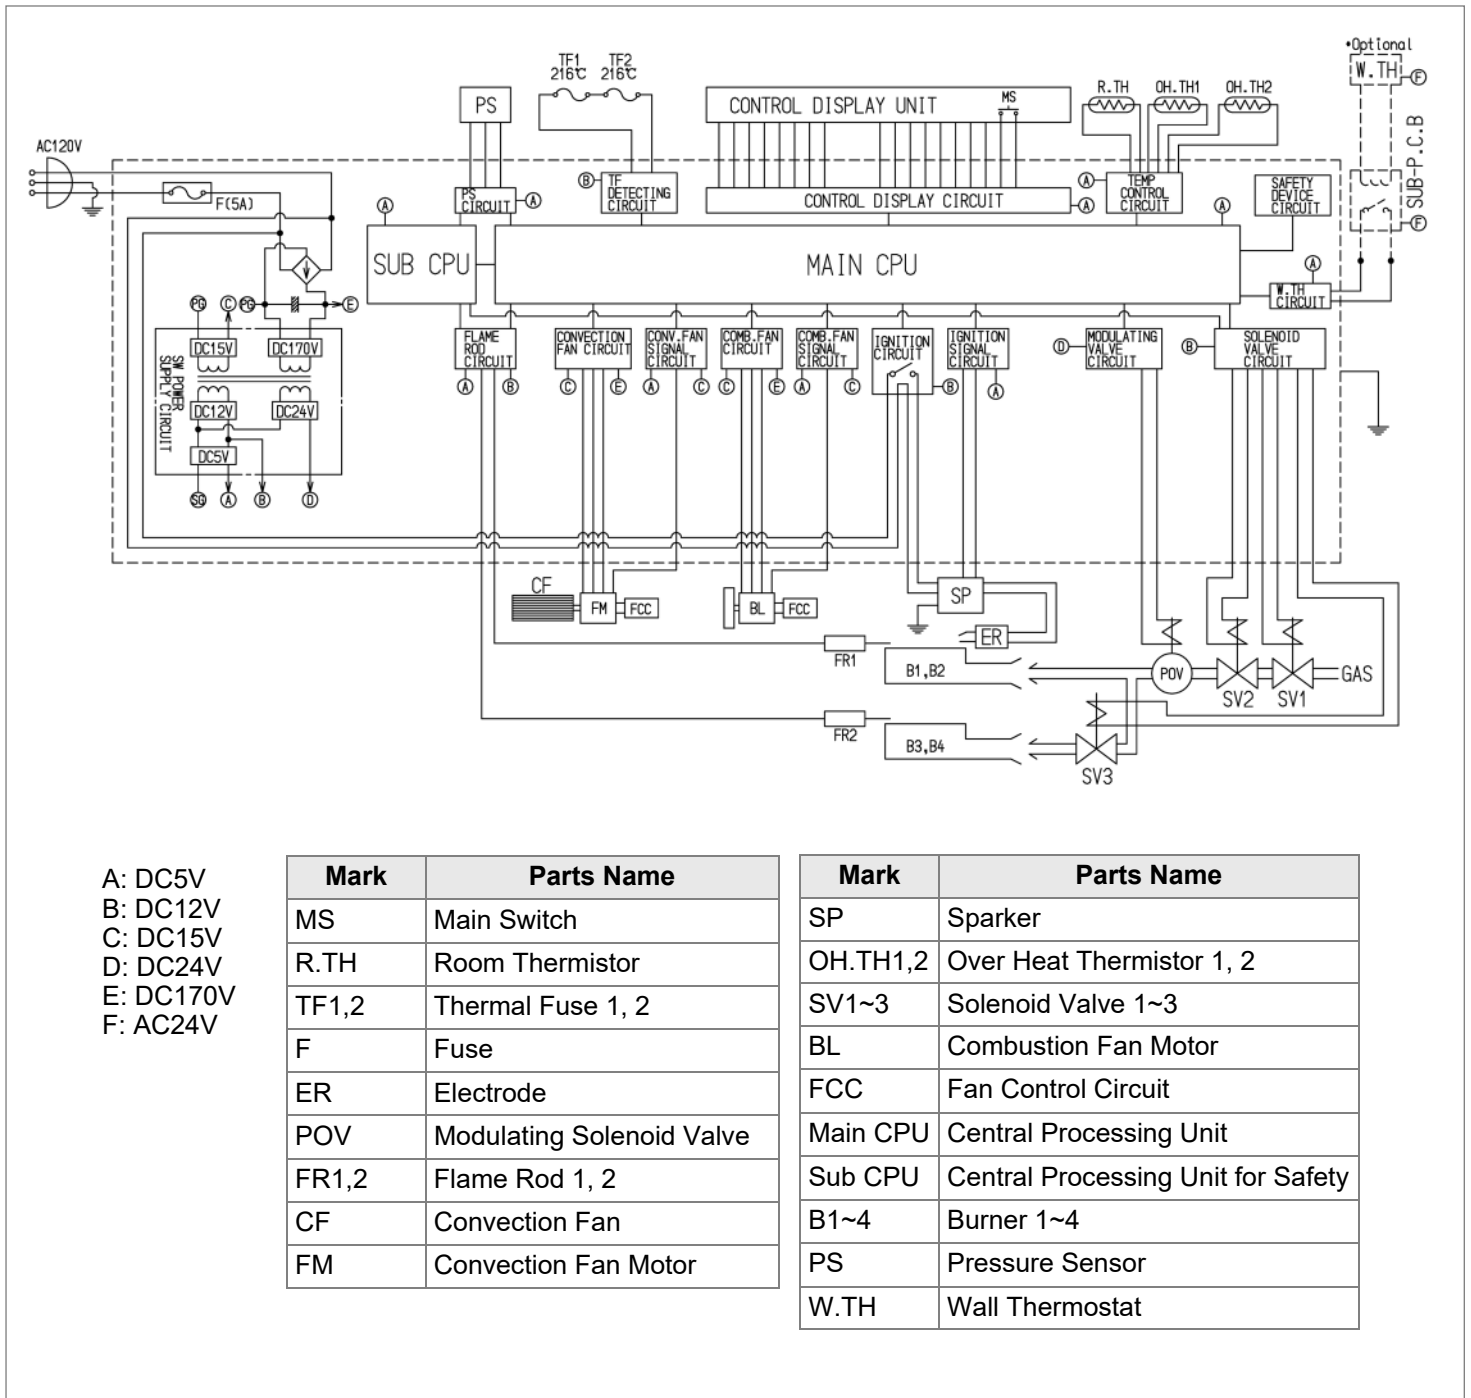 •Optional
W.TH
F
SUB-P.C.B
F
TF1 TF2
216℃ 216℃
PS
CONTROL DISPLAY UNIT
MS
R.TH OH.TH1 OH.TH2
AC120V
F(5A)
A
PS
CIRCUIT
A
B
TF
DETECTING
CIRCUIT
CONTROL DISPLAY CIRCUIT
A
A
TEMP
CONTROL
CIRCUIT
A
SAFETY
DEVICE
CIRCUIT
SUB CPU
MAIN CPU
A
W.TH
CIRCUIT
PG C PG E
DC15V DC170V
SW POWER
SUPPLY CIRCUIT
DC12V DC24V
DC5V
SG A B D
FLAME
ROD
CIRCUIT
A B
CONVECTION
FAN CIRCUIT
C E
CONV.FAN
SIGNAL
CIRCUIT
A C
COMB.FAN
CIRCUIT
C E
COMB.FAN
SIGNAL
CIRCUIT
A C
IGNITION
CIRCUIT
B
IGNITION
SIGNAL
CIRCUIT
A
D
MODULATING
VALVE
CIRCUIT
B
SOLENOID
VALVE
CIRCUIT
CF
FM FCC
BL FCC
SP
ER
FR1
B1,B2
POV
SV2 SV1
GAS
FR2
B3,B4
SV3
A: DC5V
B: DC12V
C: DC15V
D: DC24V
E: DC170V
F: AC24V
Mark Parts Name
MS Main Switch
R.TH Room Thermistor
TF1,2 Thermal Fuse 1, 2
F Fuse
ER Electrode
POV Modulating Solenoid Valve
FR1,2 Flame Rod 1, 2
CF Convection Fan
FM Convection Fan Motor
Mark Parts Name
SP Sparker
OH.TH1,2 Over Heat Thermistor 1, 2
SV1~3 Solenoid Valve 1~3
BL Combustion Fan Motor
FCC Fan Control Circuit
Main CPU Central Processing Unit
Sub CPU Central Processing Unit for Safety
B1~4 Burner 1~4
PS Pressure Sensor
W.TH Wall Thermostat